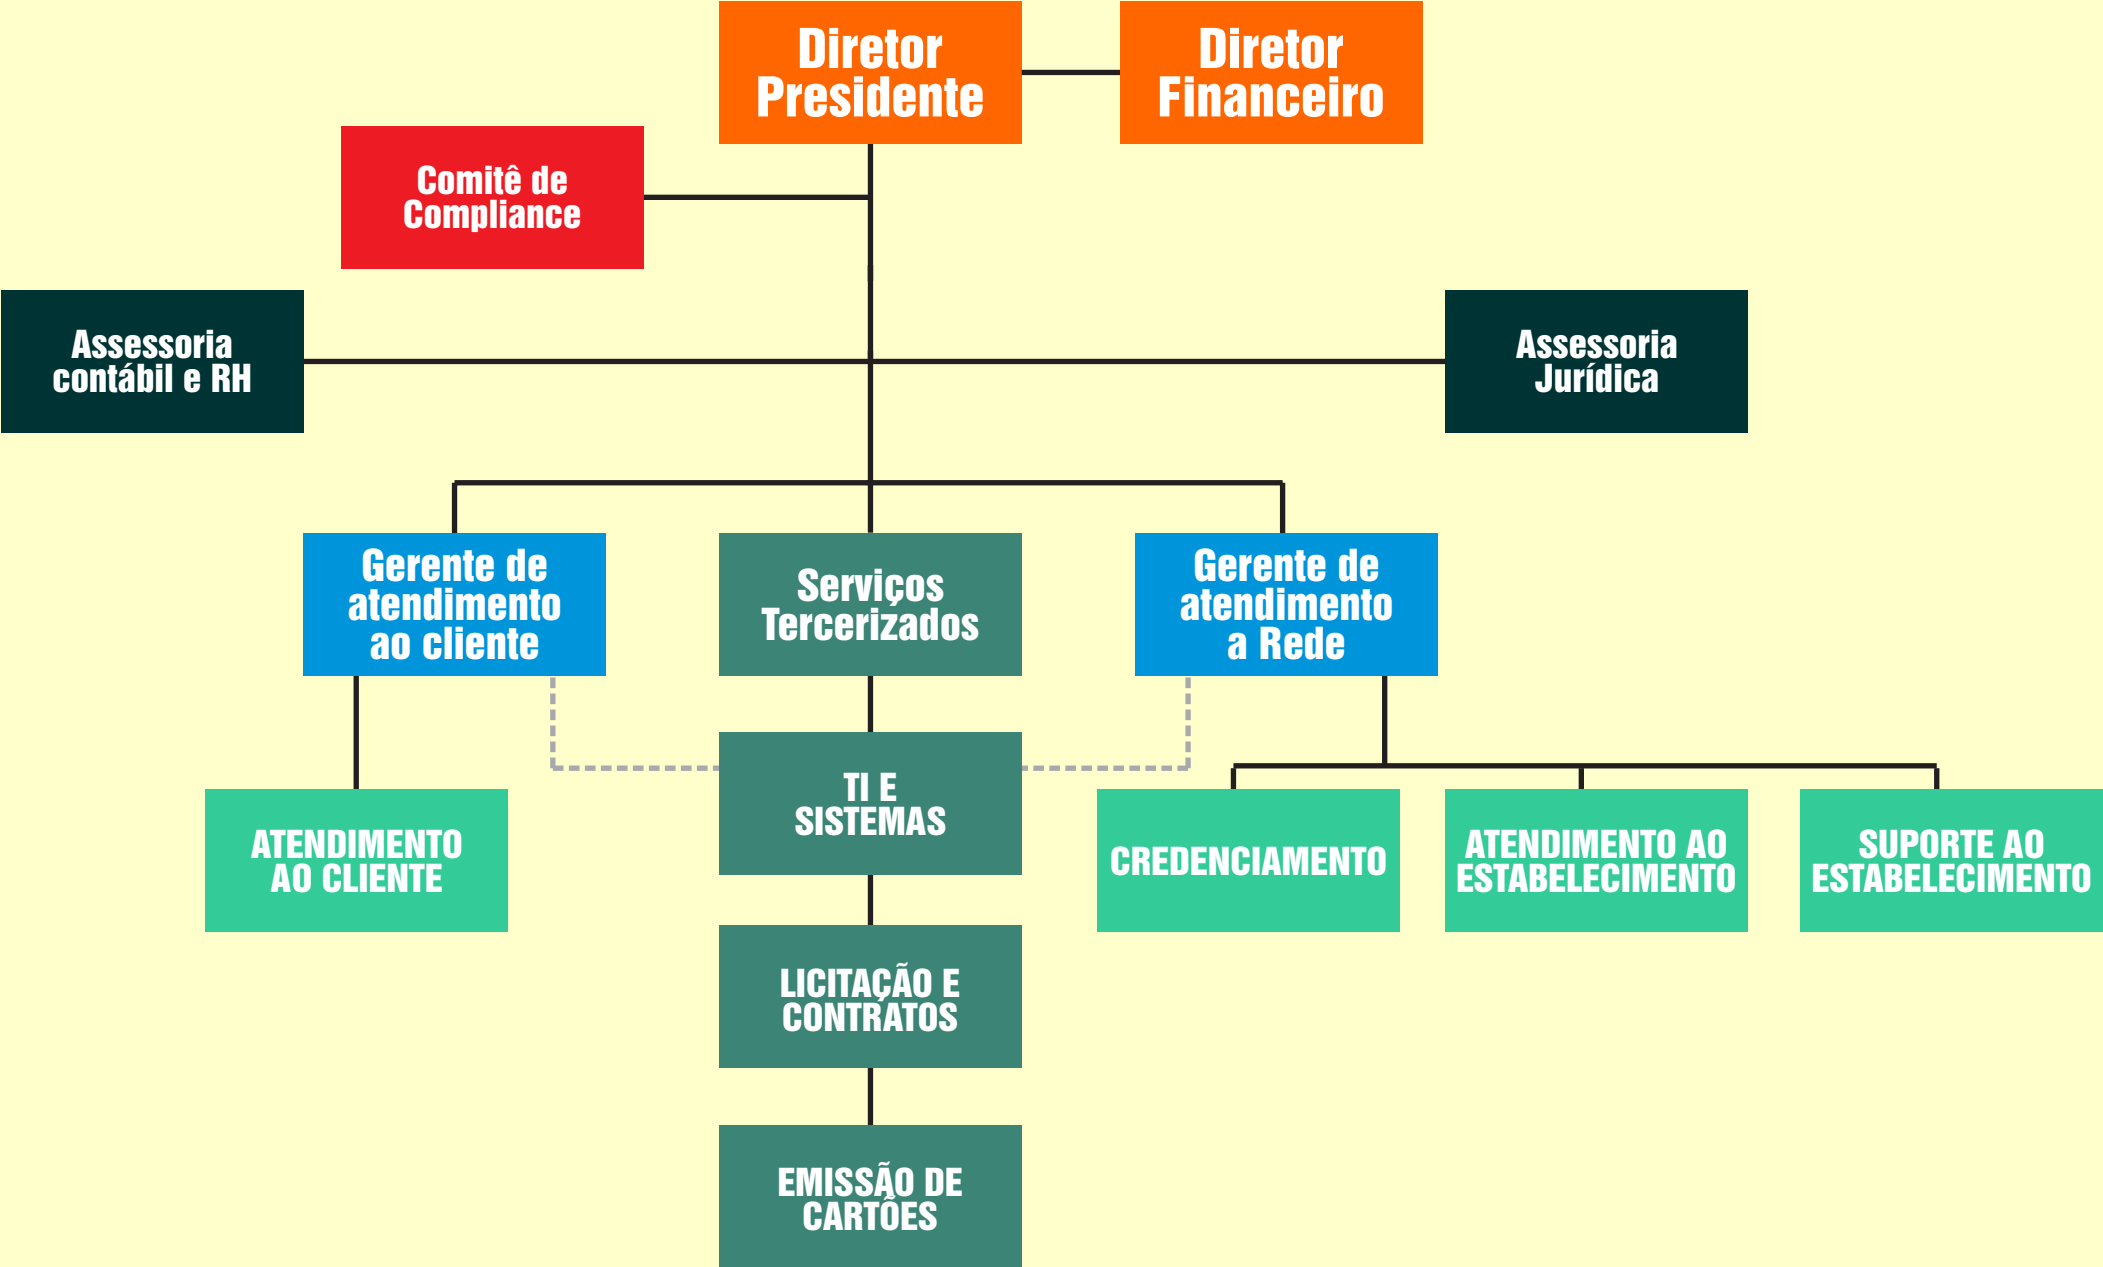 Diretor
Presidente
Diretor
Financeiro
Comitê de
Compliance
Assessoria
contábil e RH
Assessoria
Jurídica
Gerente de
atendimento
ao cliente
Serviços
Tercerizados
Gerente de
atendimento
a Rede
TI E
SISTEMAS
ATENDIMENTO
AO CLIENTE
CREDENCIAMENTO
ATENDIMENTO AO
ESTABELECIMENTO
SUPORTE AO
ESTABELECIMENTO
LICITAÇÃO E
CONTRATOS
EMISSÃO DE
CARTÕES